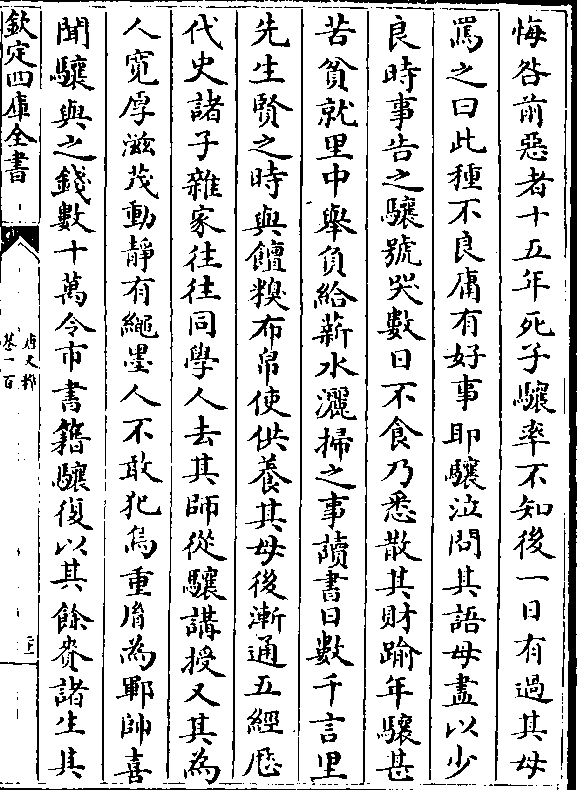 悔咎前惡者十五年死子驤率不知後一日有過其母
罵之曰此種不良庸有好事耶驤泣問其語母盡以少
良時事告之驤號哭數日不食乃悉散其財踰年驤甚
苦貧就里中舉負給薪水灑掃之事讀書日數千言里
先生賢之時與饘糗布帛使供養其母後漸通五經歷
代史諸子雜家往往同學人去其師從驤講授又其為
人寛厚滋茂動靜有繩墨人不敢犯烏重𦙍為鄆帥喜
聞驤與之錢數十萬令市書籍驤復以其餘赉諸生其
欽定四庫全書
唐文粹
卷一百